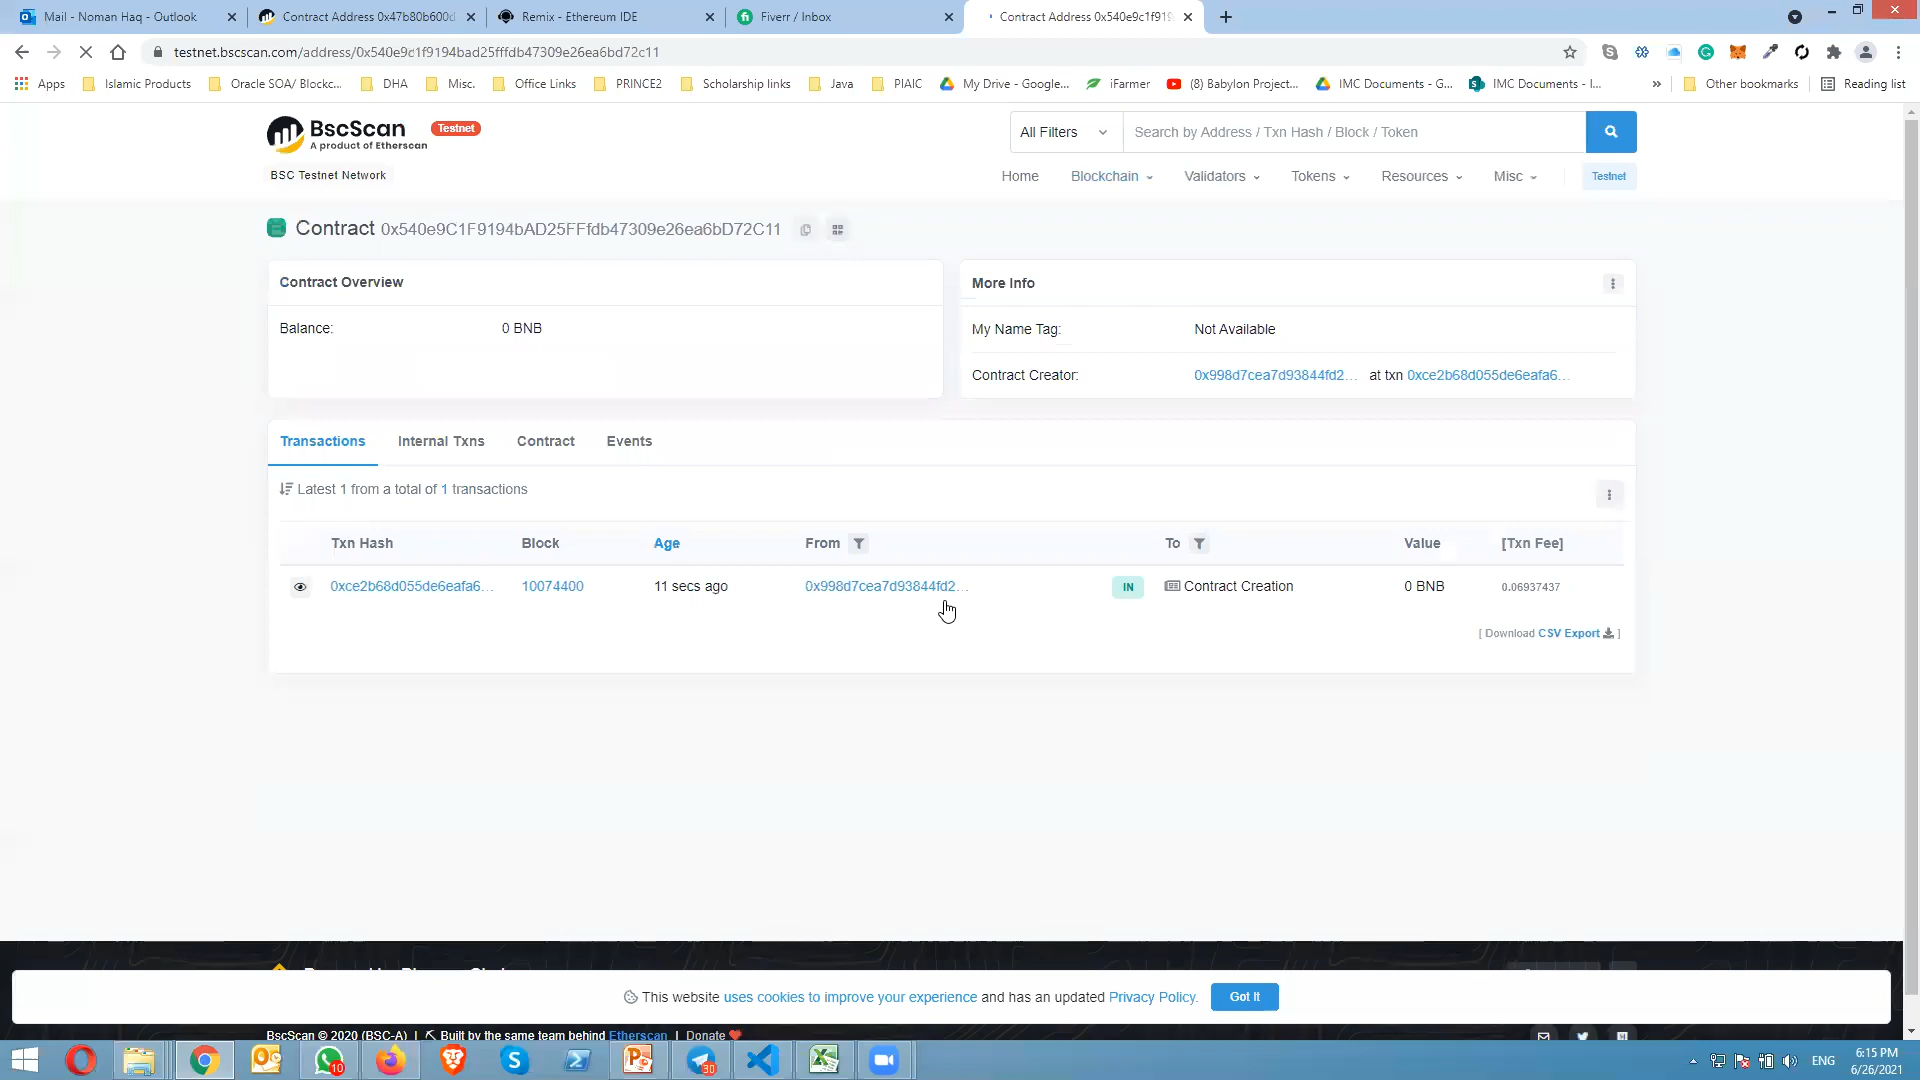 Mail - Noman Haq - Outlook
Contract Address 0x47b80b600d
Remix - Ethereum IDE
Fiverr / Inbox
Contract Address 0x540e9c1f919
testnet.bscscan.com/address/0x540e9c1f9194bad25fffdb47309e26ea6bd72c11
Apps
Islamic Products
Oracle SOA/ Blockc...
DHA
Misc.
Office Links
PRINCE2
Scholarship links
Java
PIAIC
My Drive - Google...
iFarmer
(8) Babylon Project...
IMC Documents - G...
IMC Documents - I...
»
Other bookmarks
Reading list
BscScan
Testnet
A product of Etherscan
BSC Testnet Network
All Filters
Search by Address / Txn Hash / Block / Token
Home
Blockchain
Validators
Tokens
Resources
Misc
Testnet
Contract 0x540e9C1F9194bAD25FFfdb47309e26ea6bD72C11
Contract Overview
Balance: 0 BNB
More Info
My Name Tag: Not Available
Contract Creator: 0x998d7cea7d93844fd2... at txn 0xce2b68d055de6eafa6...
Transactions
Internal Txns
Contract
Events
Latest 1 from a total of 1 transactions
Txn Hash Block Age From To Value [Txn Fee]
0xce2b68d055de6eafa6... 10074400 11 secs ago 0x998d7cea7d93844fd2... IN Contract Creation 0 BNB 0.06937437
[ Download CSV Export ]
This website uses cookies to improve your experience and has an updated Privacy Policy.
Got It
BscScan © 2020 (BSC-A) | Built by the same team behind Etherscan | Donate
10
30
ENG
6:15 PM
6/26/2021